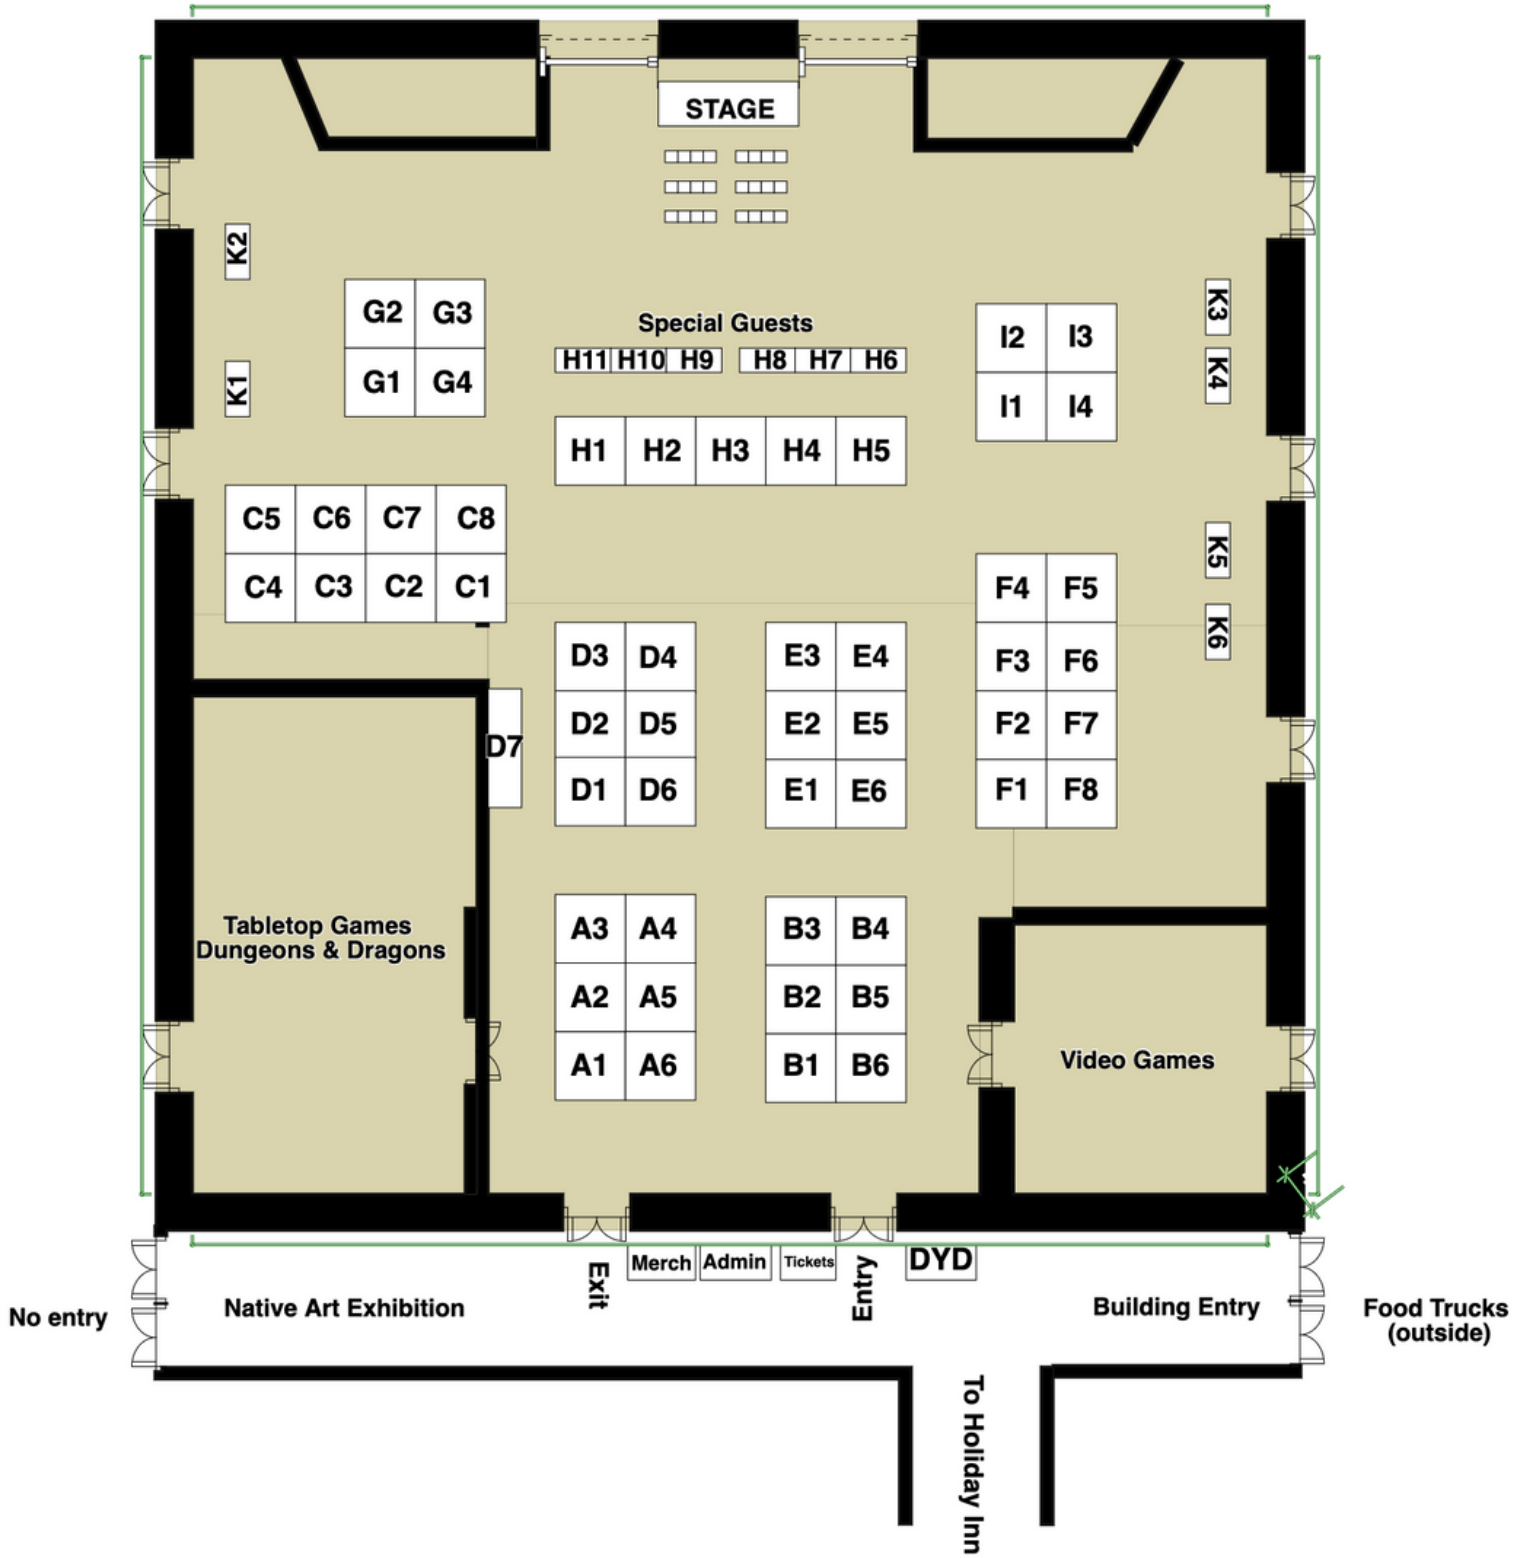 STAGE
K2
G2 G3
K3
Special Guests
I2 I3
H11 H10 H9 H8 H7 H6
K1
G1 G4
K4
I1 I4
H1 H2 H3 H4 H5
C5 C6 C7 C8
K5
C4 C3 C2 C1
F4 F5
K6
D3 D4 E3 E4 F3 F6
D2 D5 E2 E5 F2 F7
D7
D1 D6 E1 E6 F1 F8
A3 A4 B3 B4
Tabletop Games
Dungeons & Dragons
A2 A5 B2 B5
A1 A6 B1 B6
Video Games
Merch Admin Tickets DYD
Exit
Entry
No entry
Native Art Exhibition
Building Entry
Food Trucks
(outside)
To Holiday Inn